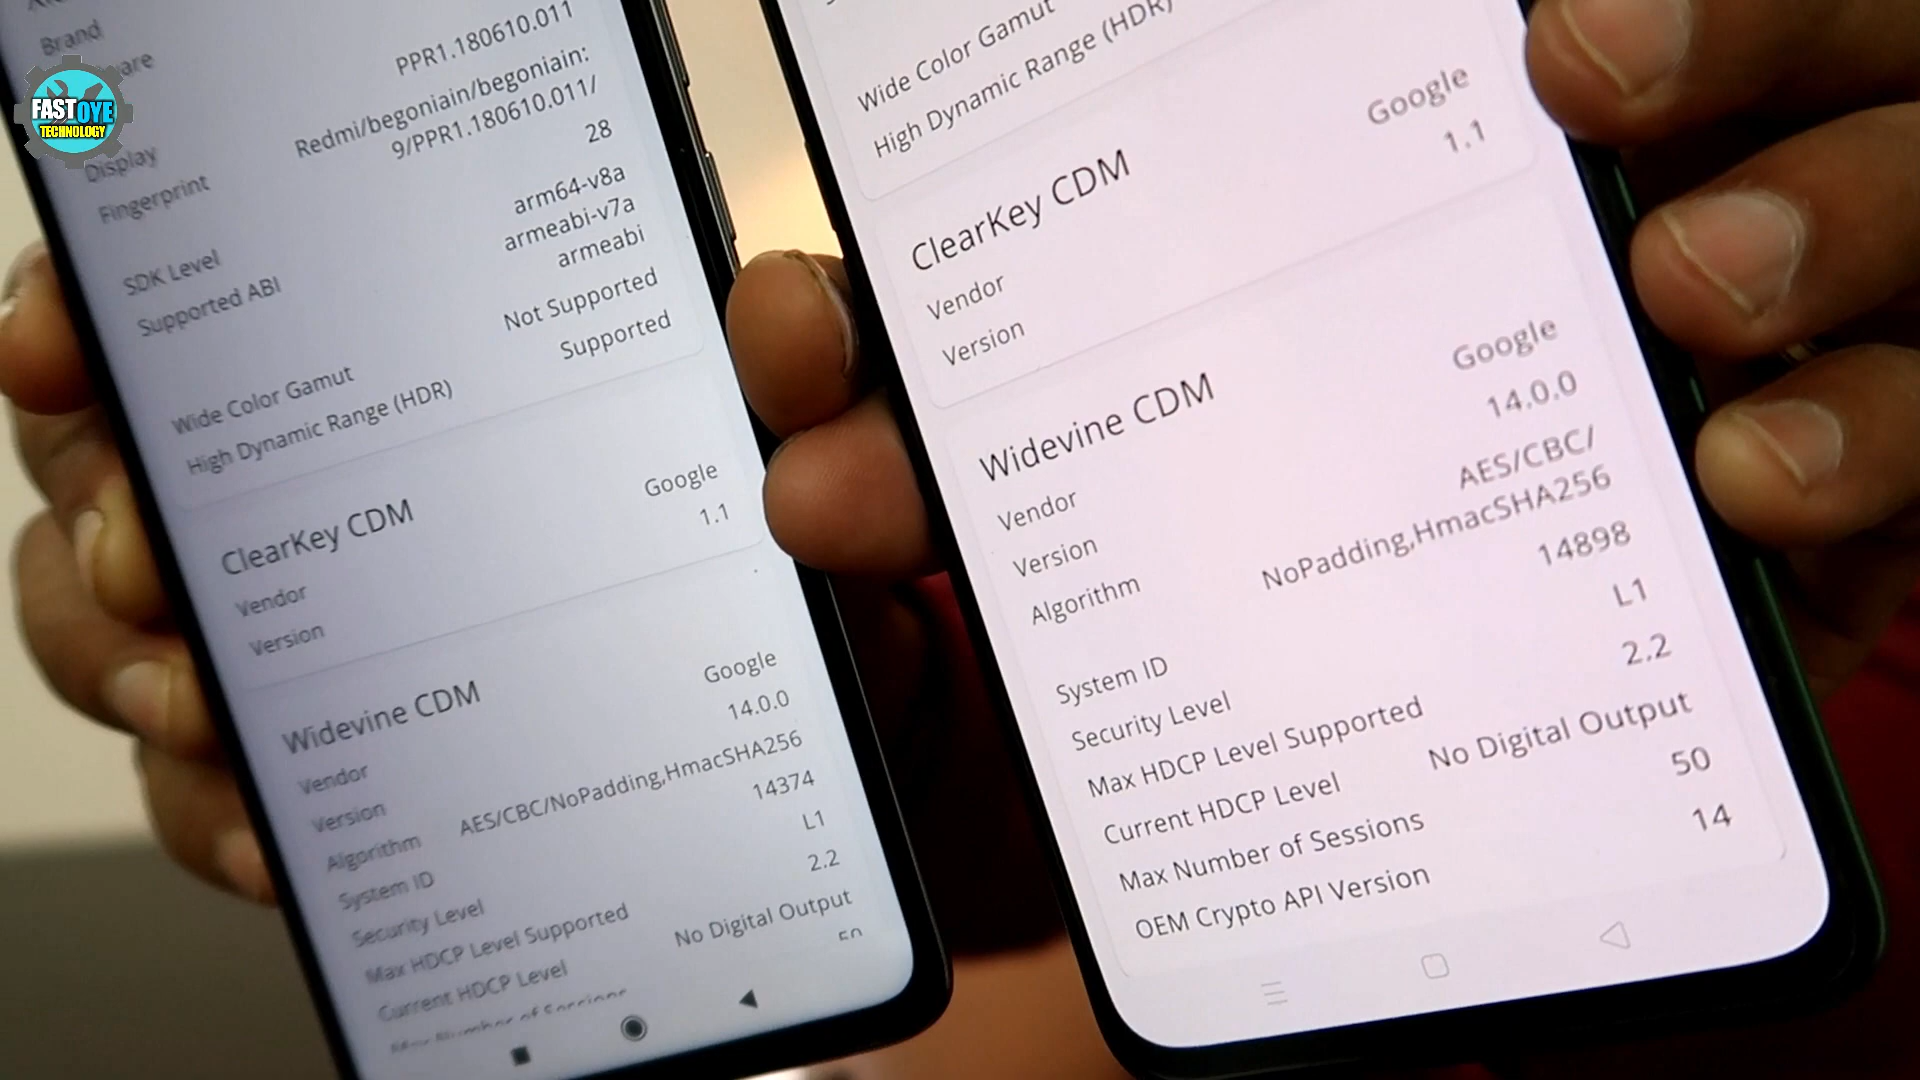 FAST OYE
TECHNOLOGY
Brand
PPR1.180610.011
Display
Redmi/begoniain/begoniain:
9/PPR1.180610.011/
Fingerprint
28
SDK Level
arm64-v8a
Supported ABI
armeabi-v7a
armeabi
Wide Color Gamut
Not Supported
High Dynamic Range (HDR)
Supported
ClearKey CDM
Vendor
Google
Version
1.1
Widevine CDM
Vendor
Google
Version
14.0.0
Algorithm
AES/CBC/NoPadding,HmacSHA256
System ID
14374
Security Level
L1
Max HDCP Level Supported
2.2
Current HDCP Level
No Digital Output
Wide Color Gamut
High Dynamic Range (HDR)
ClearKey CDM
Vendor
Google
Version
1.1
Widevine CDM
Vendor
Google
Version
14.0.0
Algorithm
AES/CBC/
NoPadding,HmacSHA256
System ID
14898
Security Level
L1
Max HDCP Level Supported
2.2
Current HDCP Level
No Digital Output
Max Number of Sessions
50
OEM Crypto API Version
14